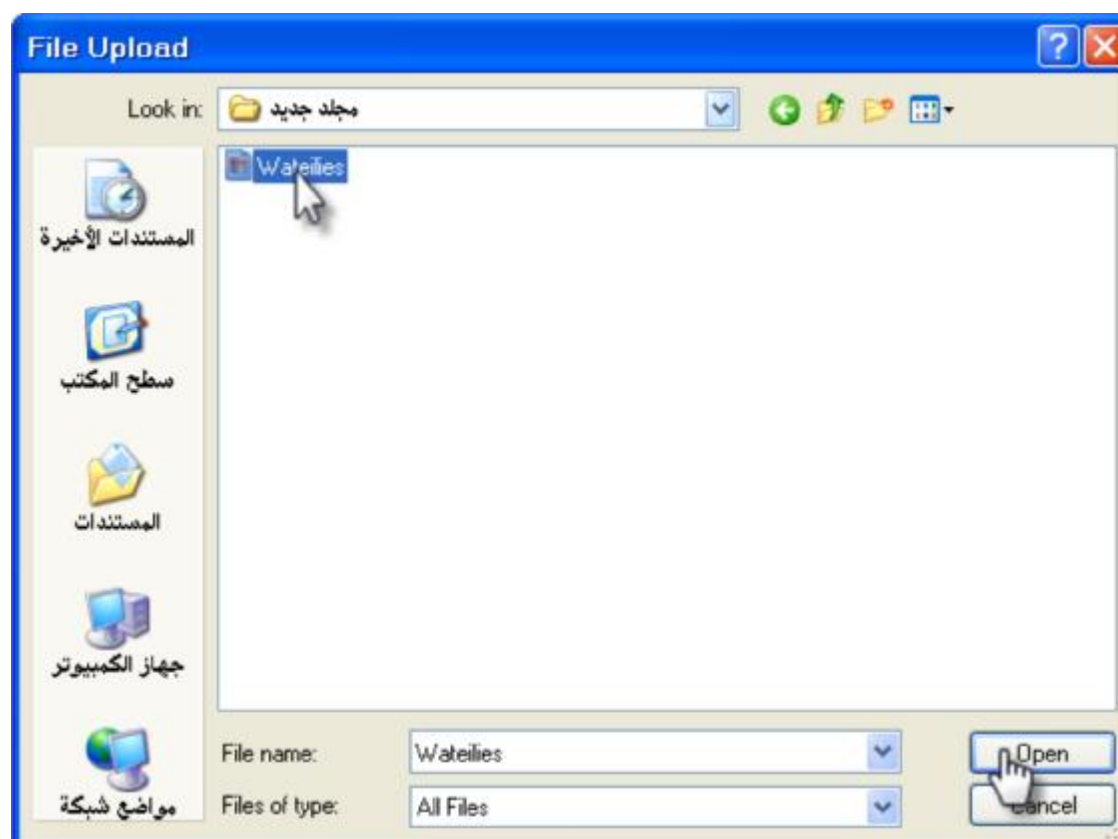 File Upload
Look in:
مجلد جديد
Wateilies
المستندات الأخيرة
سطح المكتب
المستندات
جهاز الكمبيوتر
مواضع شبكة
File name:
Wateilies
Open
Files of type:
All Files
Cancel